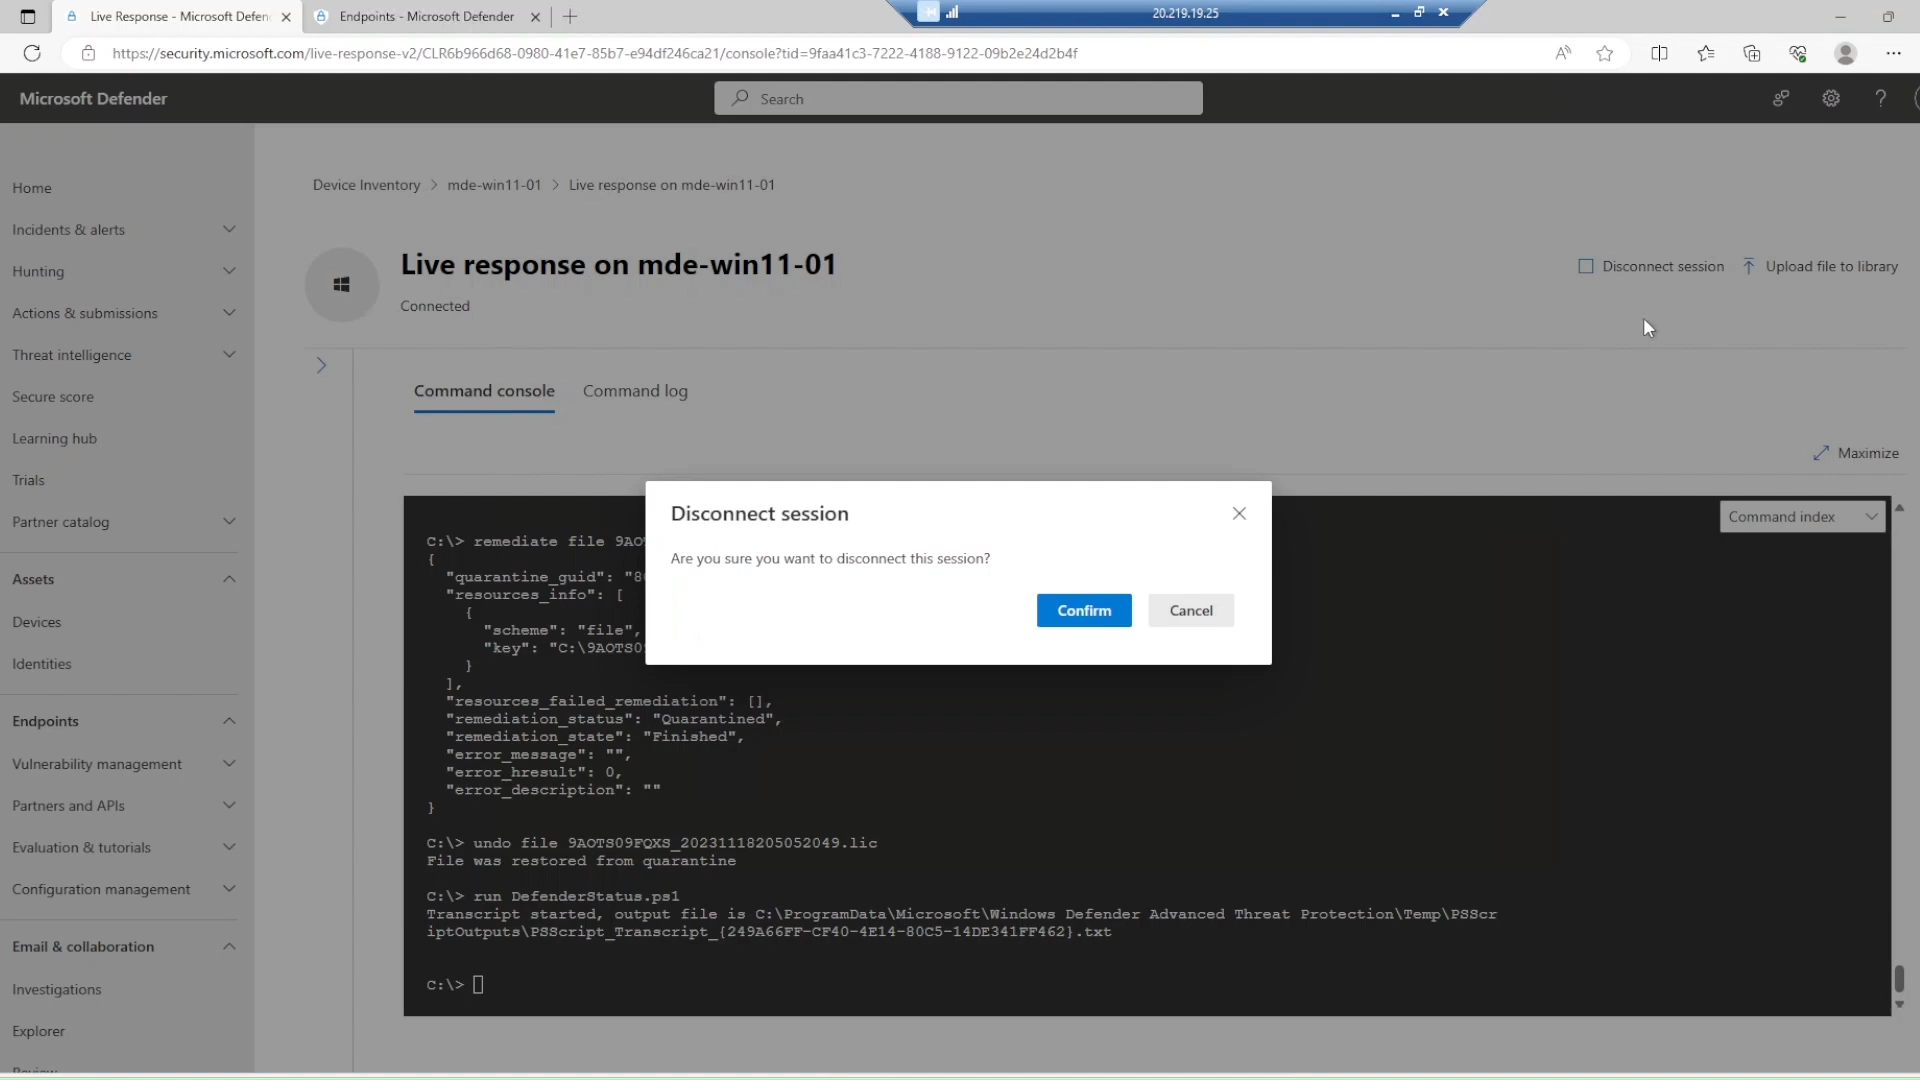 Live Response - Microsoft Defen
Endpoints - Microsoft Defender
20.219.19.25
https://security.microsoft.com/live-response-v2/CLR6b966d68-0980-41e7-85b7-e94df246ca21/console?tid=9faa41c3-7222-4188-9122-09b2e24d2b4f
Microsoft Defender
Search
?
Home
Incidents & alerts
Hunting
Actions & submissions
Threat intelligence
Secure score
Learning hub
Trials
Partner catalog
Assets
Devices
Identities
Endpoints
Vulnerability management
Partners and APIs
Evaluation & tutorials
Configuration management
Email & collaboration
Investigations
Explorer
Review
Device Inventory > mde-win11-01 > Live response on mde-win11-01
Live response on mde-win11-01
Connected
Disconnect session
Upload file to library
Command console
Command log
Maximize
Command index
C:\> remediate file 9AO
{
"quarantine_guid": "8
"resources_info": [
{
"scheme": "file",
"key": "C:\9AOTS0
}
],
"resources_failed_remediation": [],
"remediation_status": "Quarantined",
"remediation_state": "Finished",
"error_message": "",
"error_hresult": 0,
"error_description": ""
}
C:\> undo file 9AOTS09FQXS_20231118205052049.lic
File was restored from quarantine
C:\> run DefenderStatus.ps1
Transcript started, output file is C:\ProgramData\Microsoft\Windows Defender Advanced Threat Protection\Temp\PSScr
iptOutputs\PSScript_Transcript_{249A66FF-CF40-4E14-80C5-14DE341FF462}.txt
C:\>
Disconnect session
Are you sure you want to disconnect this session?
Confirm
Cancel